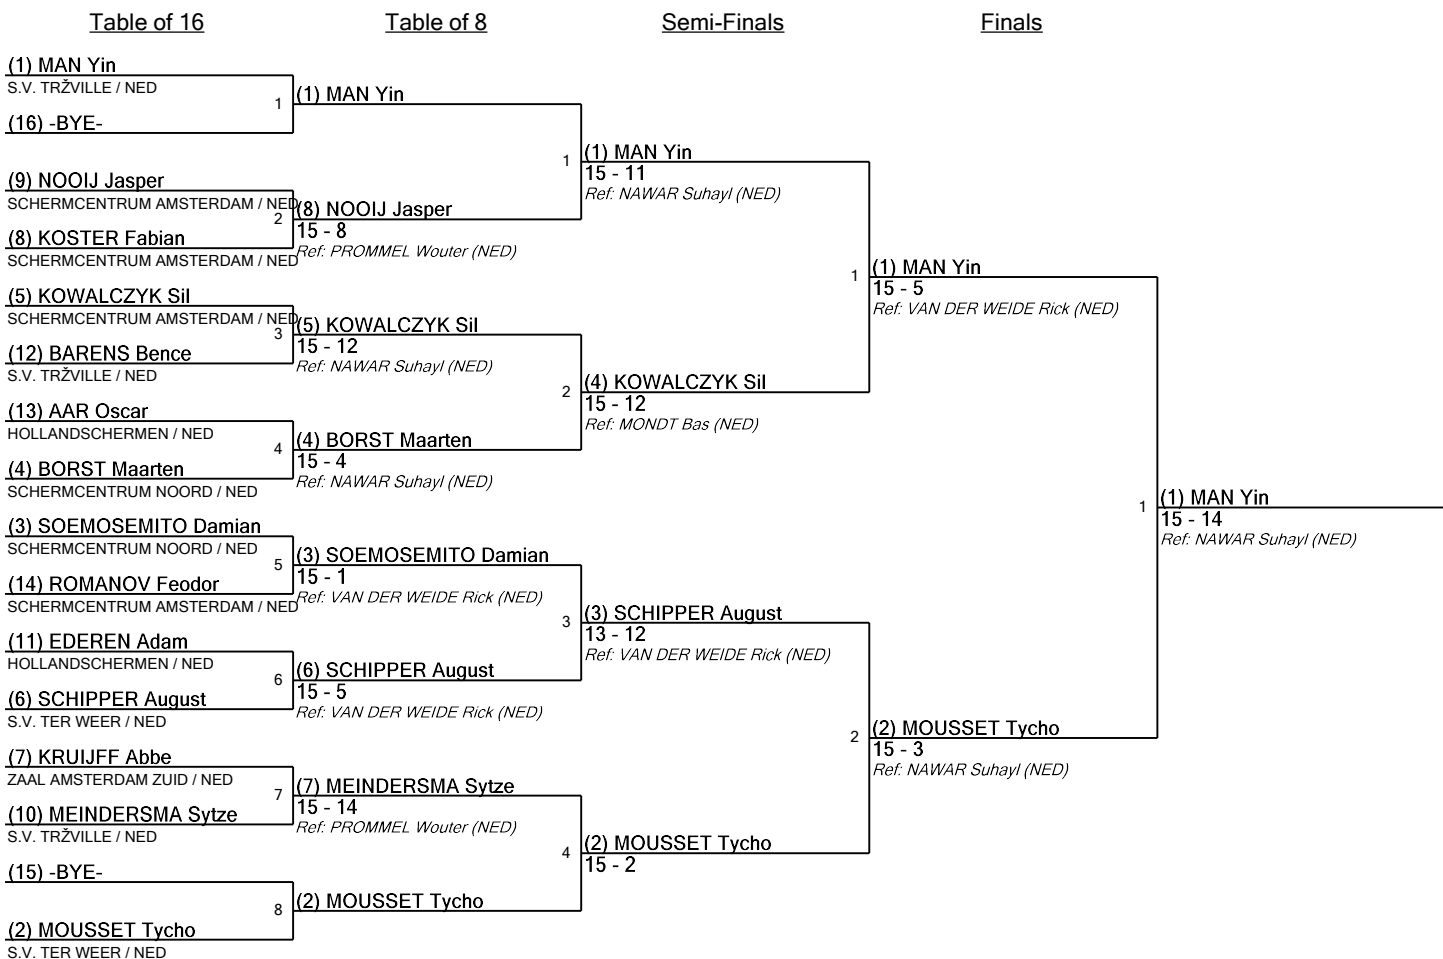 Table of 16
Table of 8
Semi-Finals
Finals
(1) MAN Yin
S.V. TRŽVILLE / NED
1
(16) -BYE-
(9) NOOIJ Jasper
SCHERMCENTRUM AMSTERDAM / NED
2
(8) KOSTER Fabian
SCHERMCENTRUM AMSTERDAM / NED
(5) KOWALCZYK Sil
SCHERMCENTRUM AMSTERDAM / NED
3
(12) BARENS Bence
S.V. TRŽVILLE / NED
(13) AAR Oscar
HOLLANDSCHERMEN / NED
4
(4) BORST Maarten
SCHERMCENTRUM NOORD / NED
(3) SOEMOSEMITO Damian
SCHERMCENTRUM NOORD / NED
5
(14) ROMANOV Feodor
SCHERMCENTRUM AMSTERDAM / NED
(11) EDEREN Adam
HOLLANDSCHERMEN / NED
6
(6) SCHIPPER August
S.V. TER WEER / NED
(7) KRUIJFF Abbe
ZAAL AMSTERDAM ZUID / NED
7
(10) MEINDERSMA Sytze
S.V. TRŽVILLE / NED
(15) -BYE-
8
(2) MOUSSET Tycho
S.V. TER WEER / NED
(1) MAN Yin
1
(8) NOOIJ Jasper
15 - 8
Ref: PROMMEL Wouter (NED)
(5) KOWALCZYK Sil
15 - 12
Ref: NAWAR Suhayl (NED)
2
(4) BORST Maarten
15 - 4
Ref: NAWAR Suhayl (NED)
(3) SOEMOSEMITO Damian
15 - 1
Ref: VAN DER WEIDE Rick (NED)
3
(6) SCHIPPER August
15 - 5
Ref: VAN DER WEIDE Rick (NED)
(7) MEINDERSMA Sytze
15 - 14
Ref: PROMMEL Wouter (NED)
4
(2) MOUSSET Tycho
(1) MAN Yin
15 - 11
Ref: NAWAR Suhayl (NED)
1
(4) KOWALCZYK Sil
15 - 12
Ref: MONDT Bas (NED)
(3) SCHIPPER August
13 - 12
Ref: VAN DER WEIDE Rick (NED)
2
(2) MOUSSET Tycho
15 - 2
(1) MAN Yin
15 - 5
Ref: VAN DER WEIDE Rick (NED)
1
(2) MOUSSET Tycho
15 - 3
Ref: NAWAR Suhayl (NED)
(1) MAN Yin
15 - 14
Ref: NAWAR Suhayl (NED)